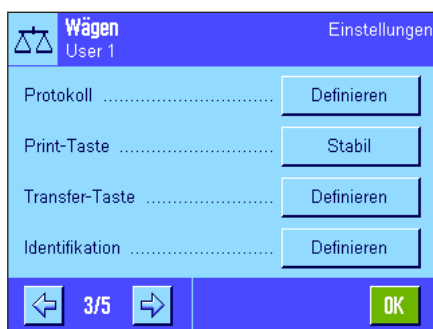 Wägen
Einstellungen
User 1
Protokoll .............................. Definieren
Print-Taste ........................... Stabil
Transfer-Taste ....................... Definieren
Identifikation ......................... Definieren
3/5
OK